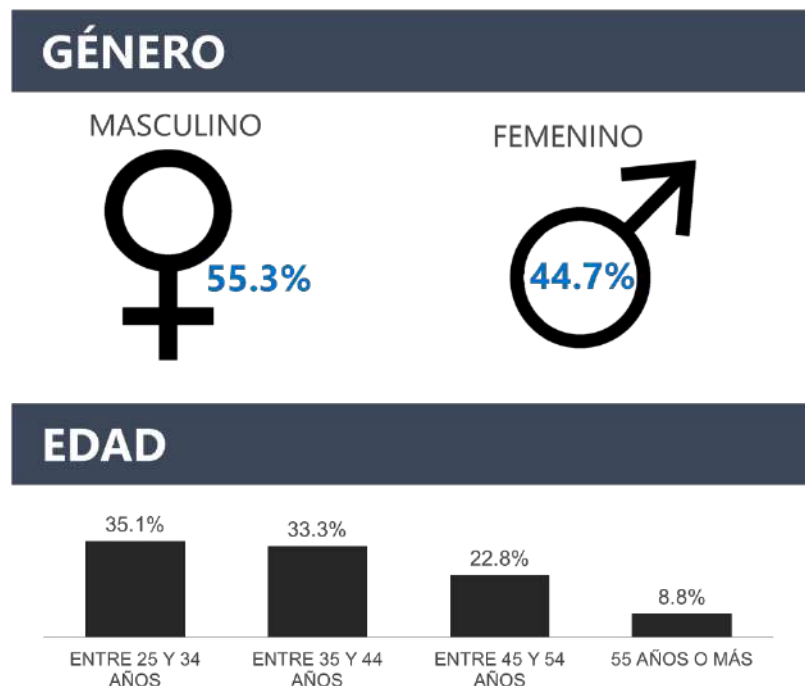 GÉNERO
MASCULINO
FEMENINO
55.3%
44.7%
EDAD
35.1%
33.3%
22.8%
8.8%
ENTRE 25 Y 34
AÑOS
ENTRE 35 Y 44
AÑOS
ENTRE 45 Y 54
AÑOS
55 AÑOS O MÁS